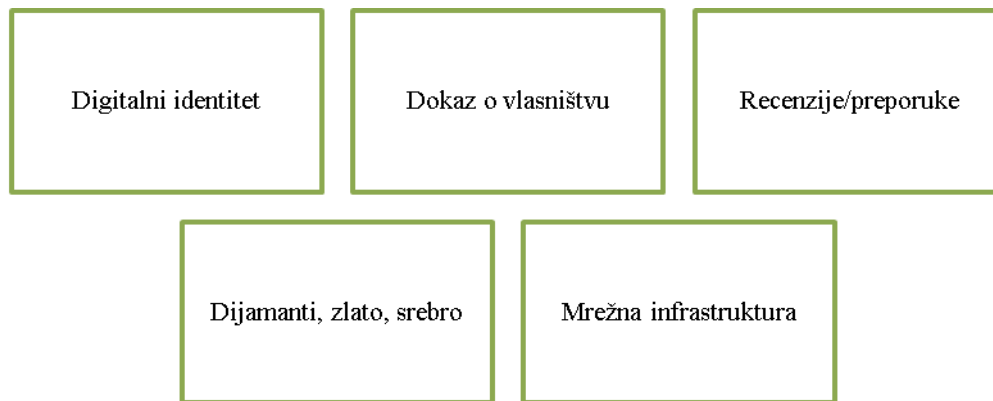 Digitalni identitet
Dokaz o vlasništvu
Recenzije/preporuke
Dijamanti, zlato, srebro
Mrežna infrastruktura